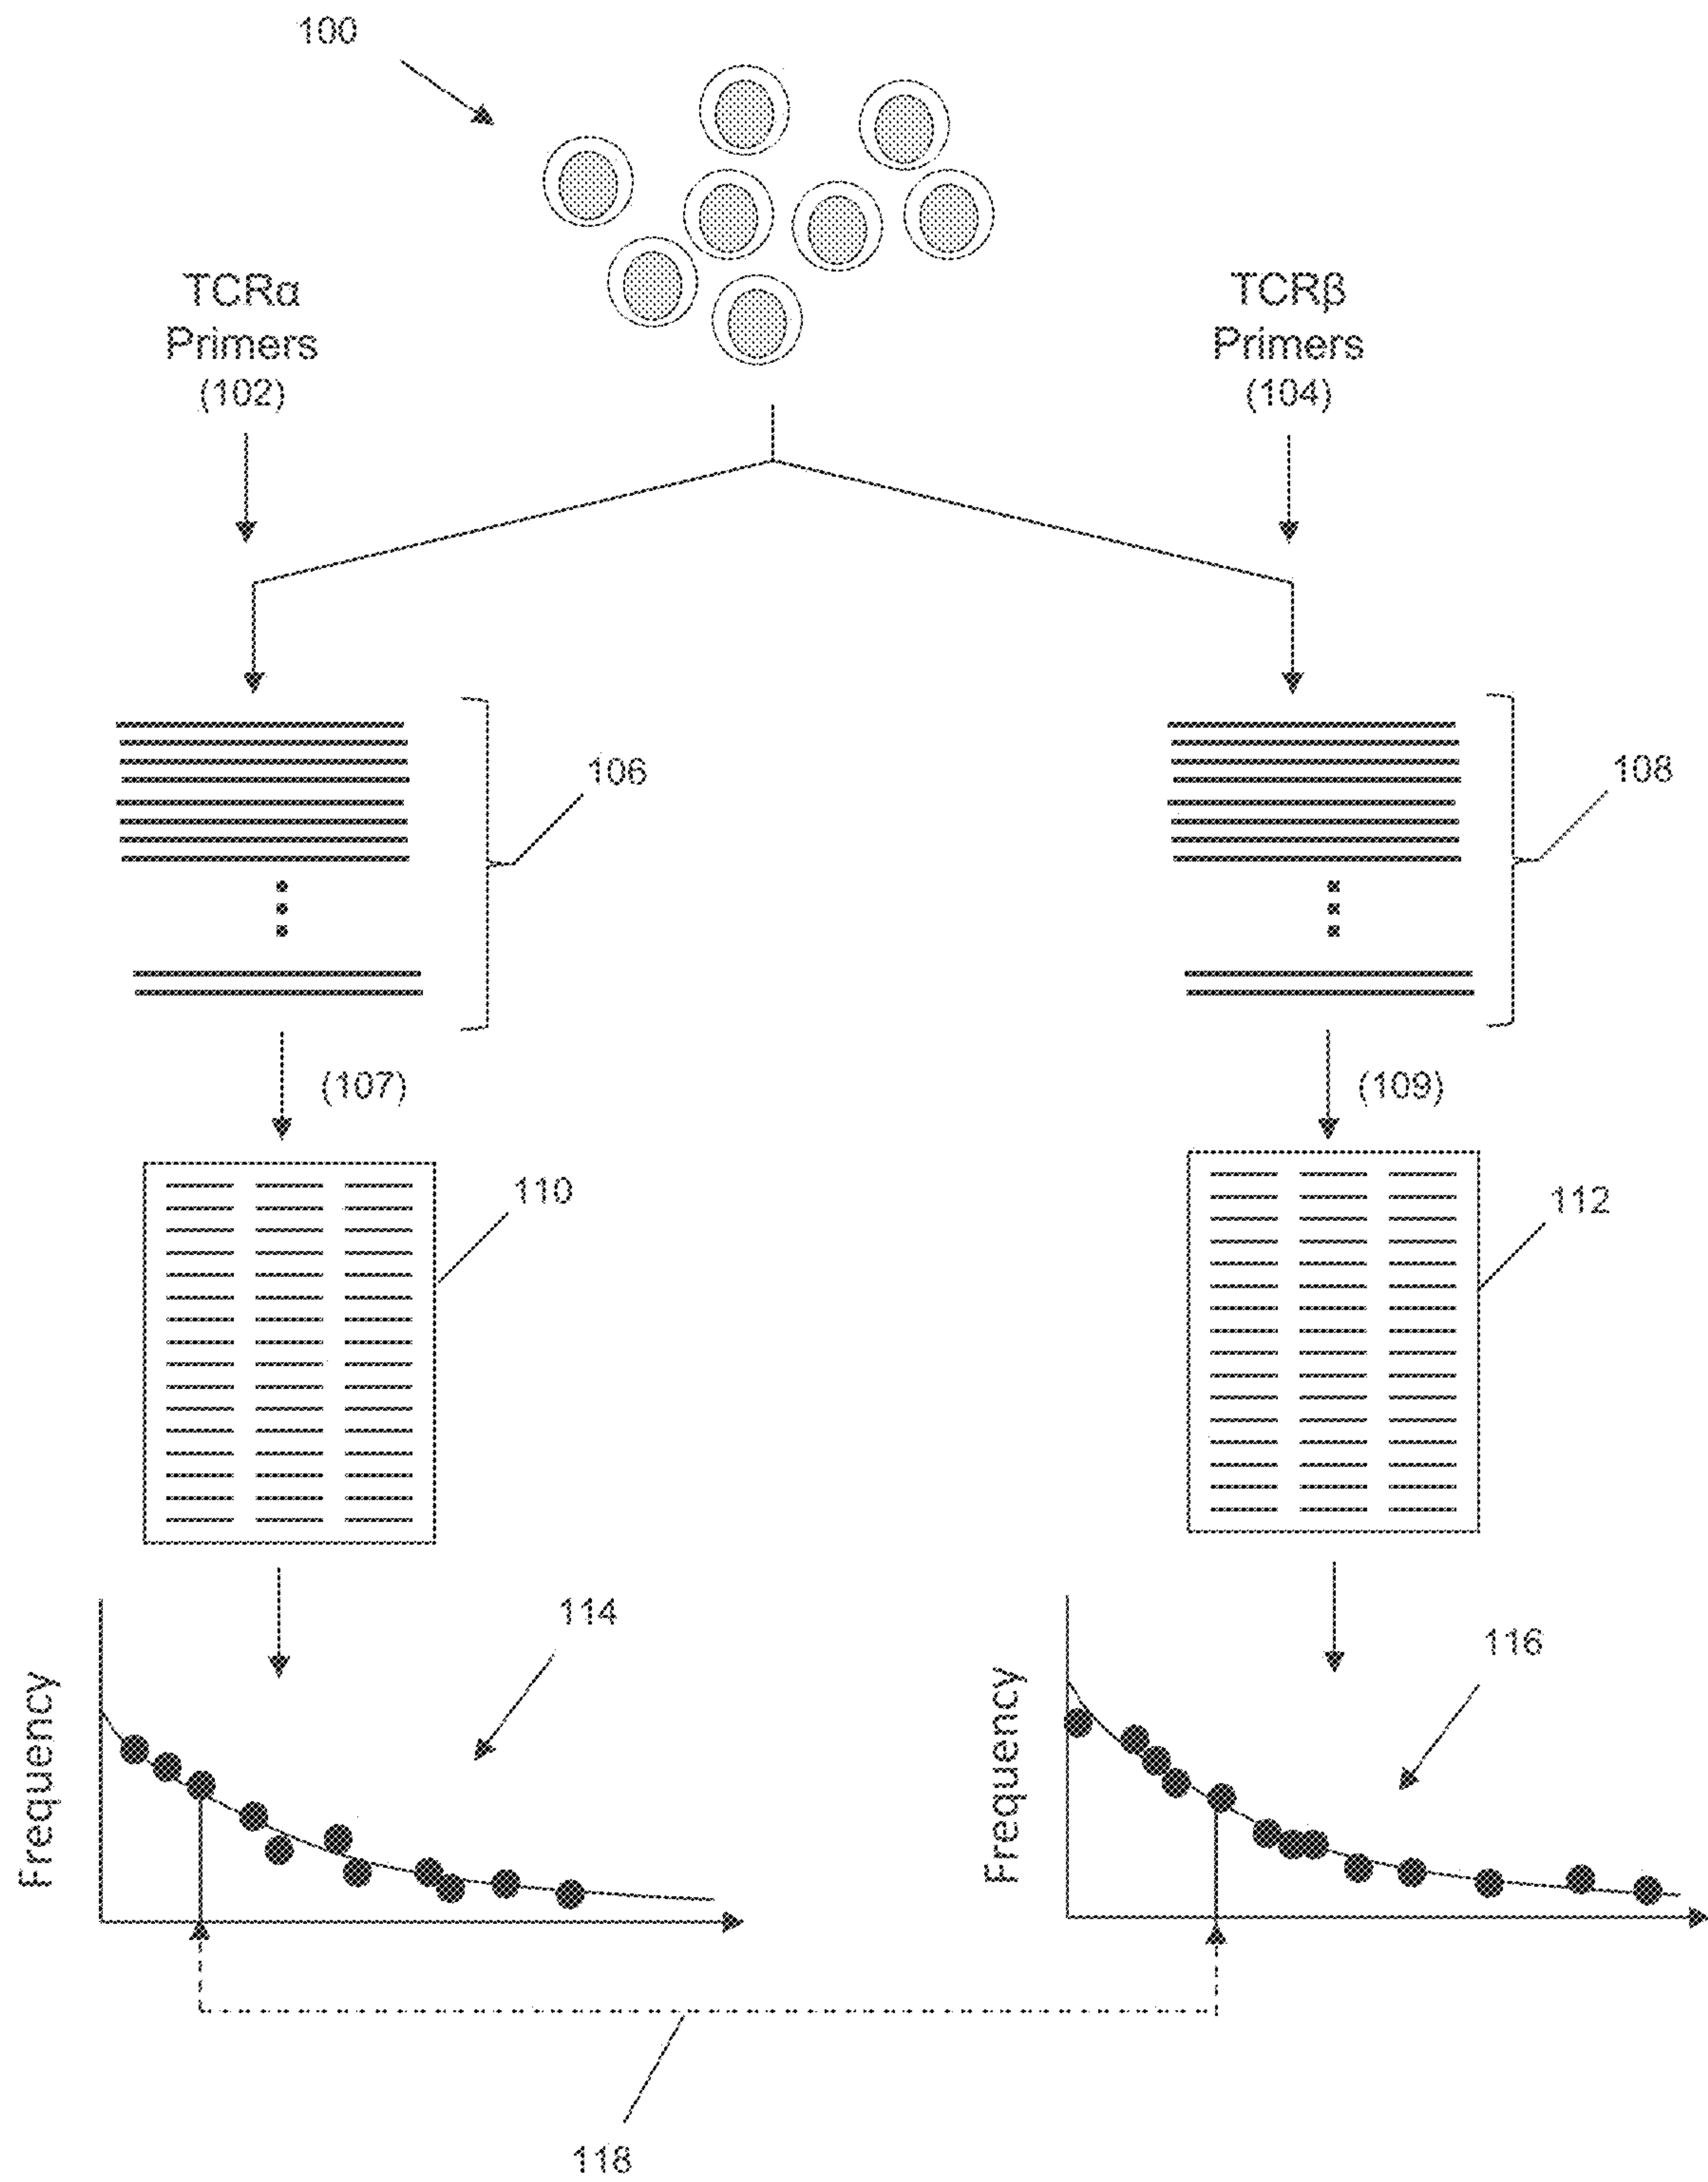 100
TCRα
Primers
(102)
TCRβ
Primers
(104)
106
108
(107)
(109)
110
112
114
116
Frequency
Frequency
118